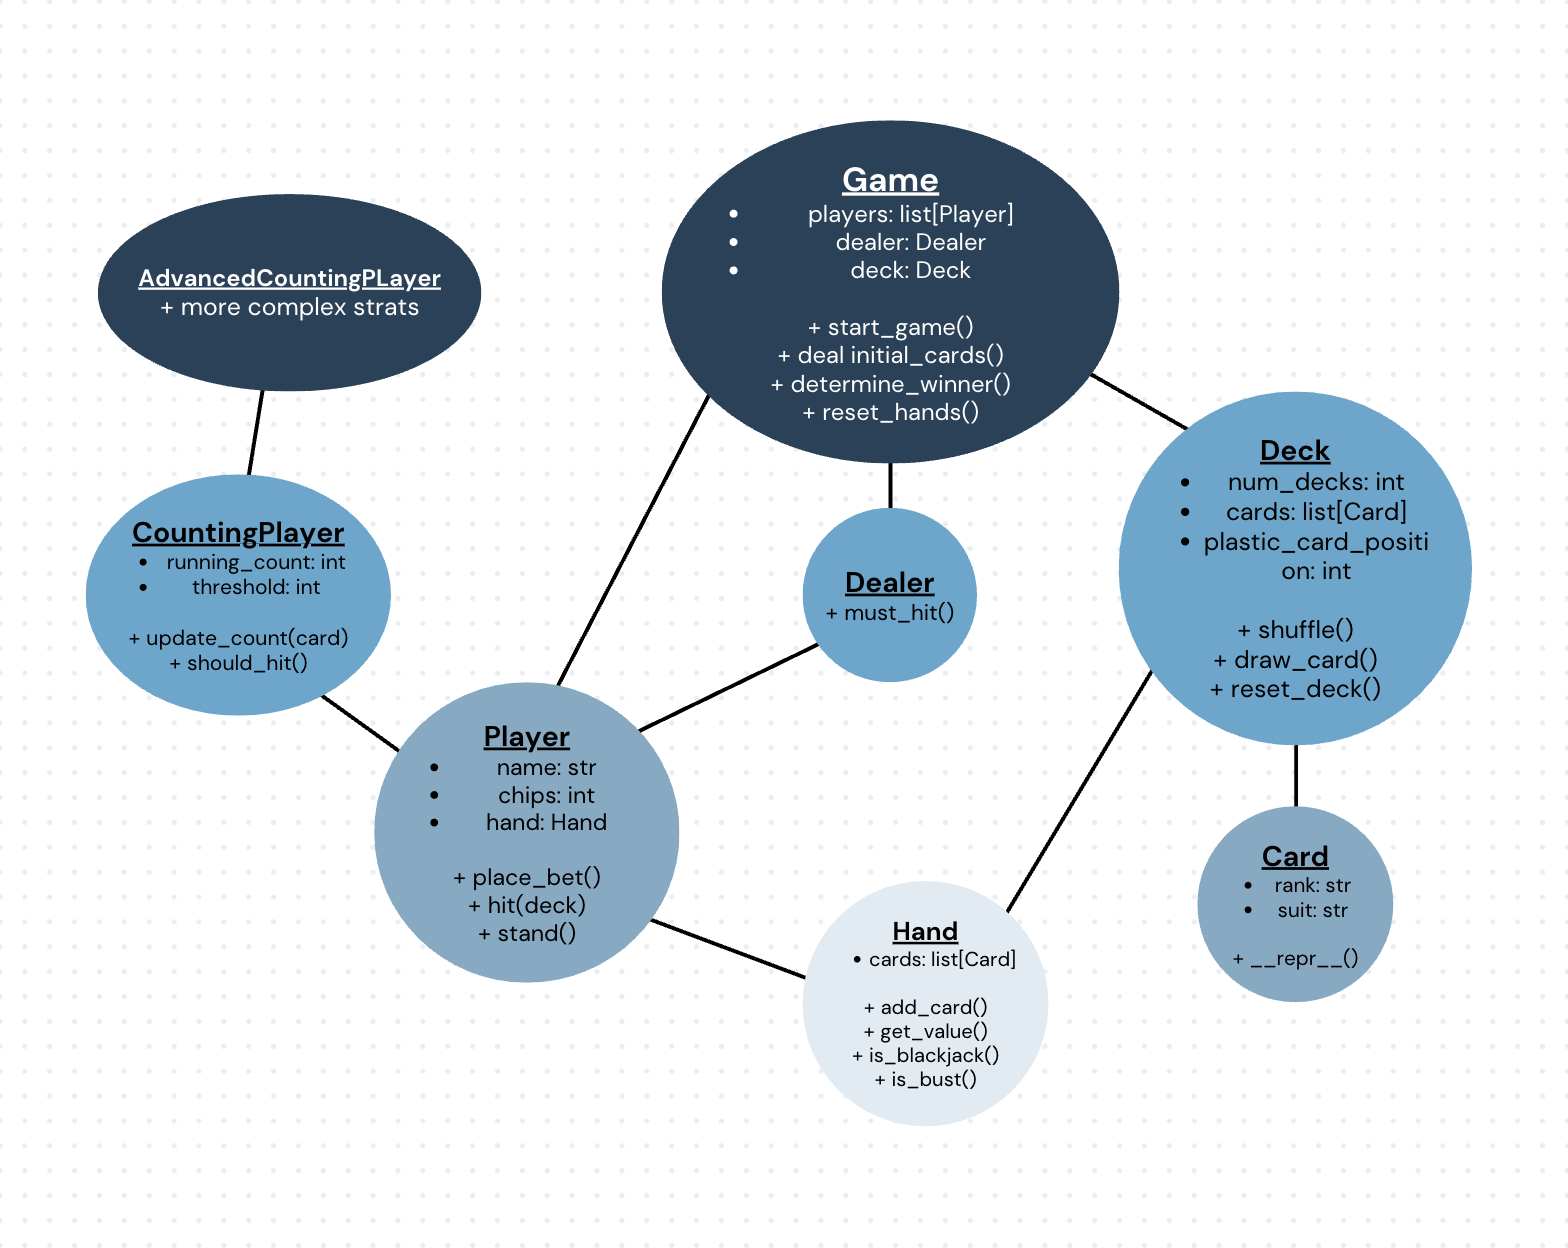 Game
• players: list[Player]
• dealer: Dealer
• deck: Deck
+ start_game()
+ deal initial_cards()
+ determine_winner()
+ reset_hands()
AdvancedCountingPLayer
+ more complex strats
CountingPlayer
• running_count: int
• threshold: int
+ update_count(card)
+ should_hit()
Dealer
+ must_hit()
Deck
• num_decks: int
• cards: list[Card]
• plastic_card_positi
on: int
+ shuffle()
+ draw_card()
+ reset_deck()
Player
• name: str
• chips: int
• hand: Hand
+ place_bet()
+ hit(deck)
+ stand()
Hand
• cards: list[Card]
+ add_card()
+ get_value()
+ is_blackjack()
+ is_bust()
Card
• rank: str
• suit: str
+ __repr__()